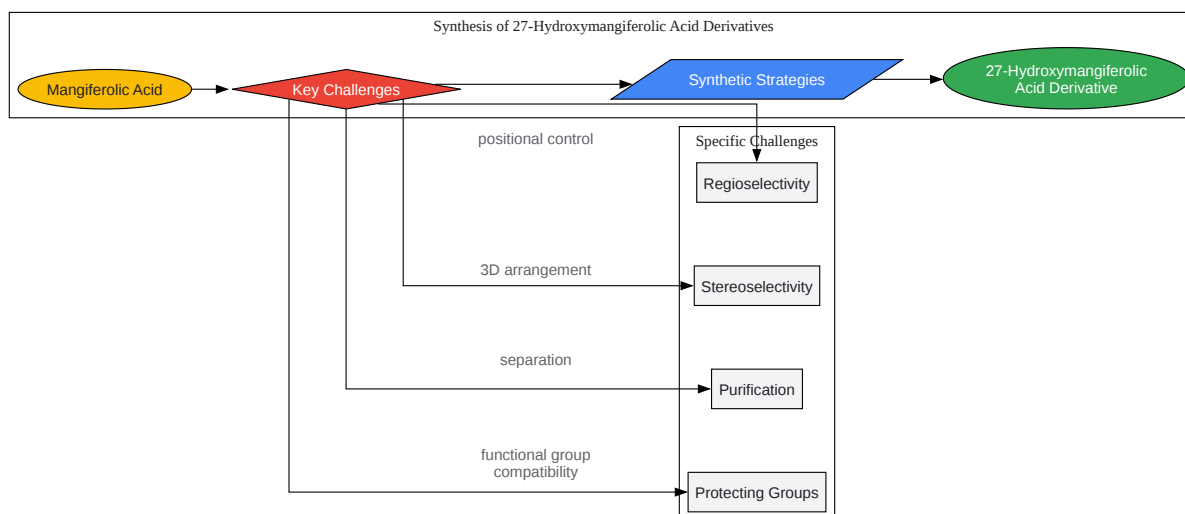 Synthesis of 27-Hydroxymangiferolic Acid Derivatives
Mangiferolic Acid
Key Challenges
Synthetic Strategies
27-Hydroxymangiferolic
Acid Derivative
positional control
Specific Challenges
Regioselectivity
3D arrangement
Stereoselectivity
separation
Purification
functional group
compatibility
Protecting Groups